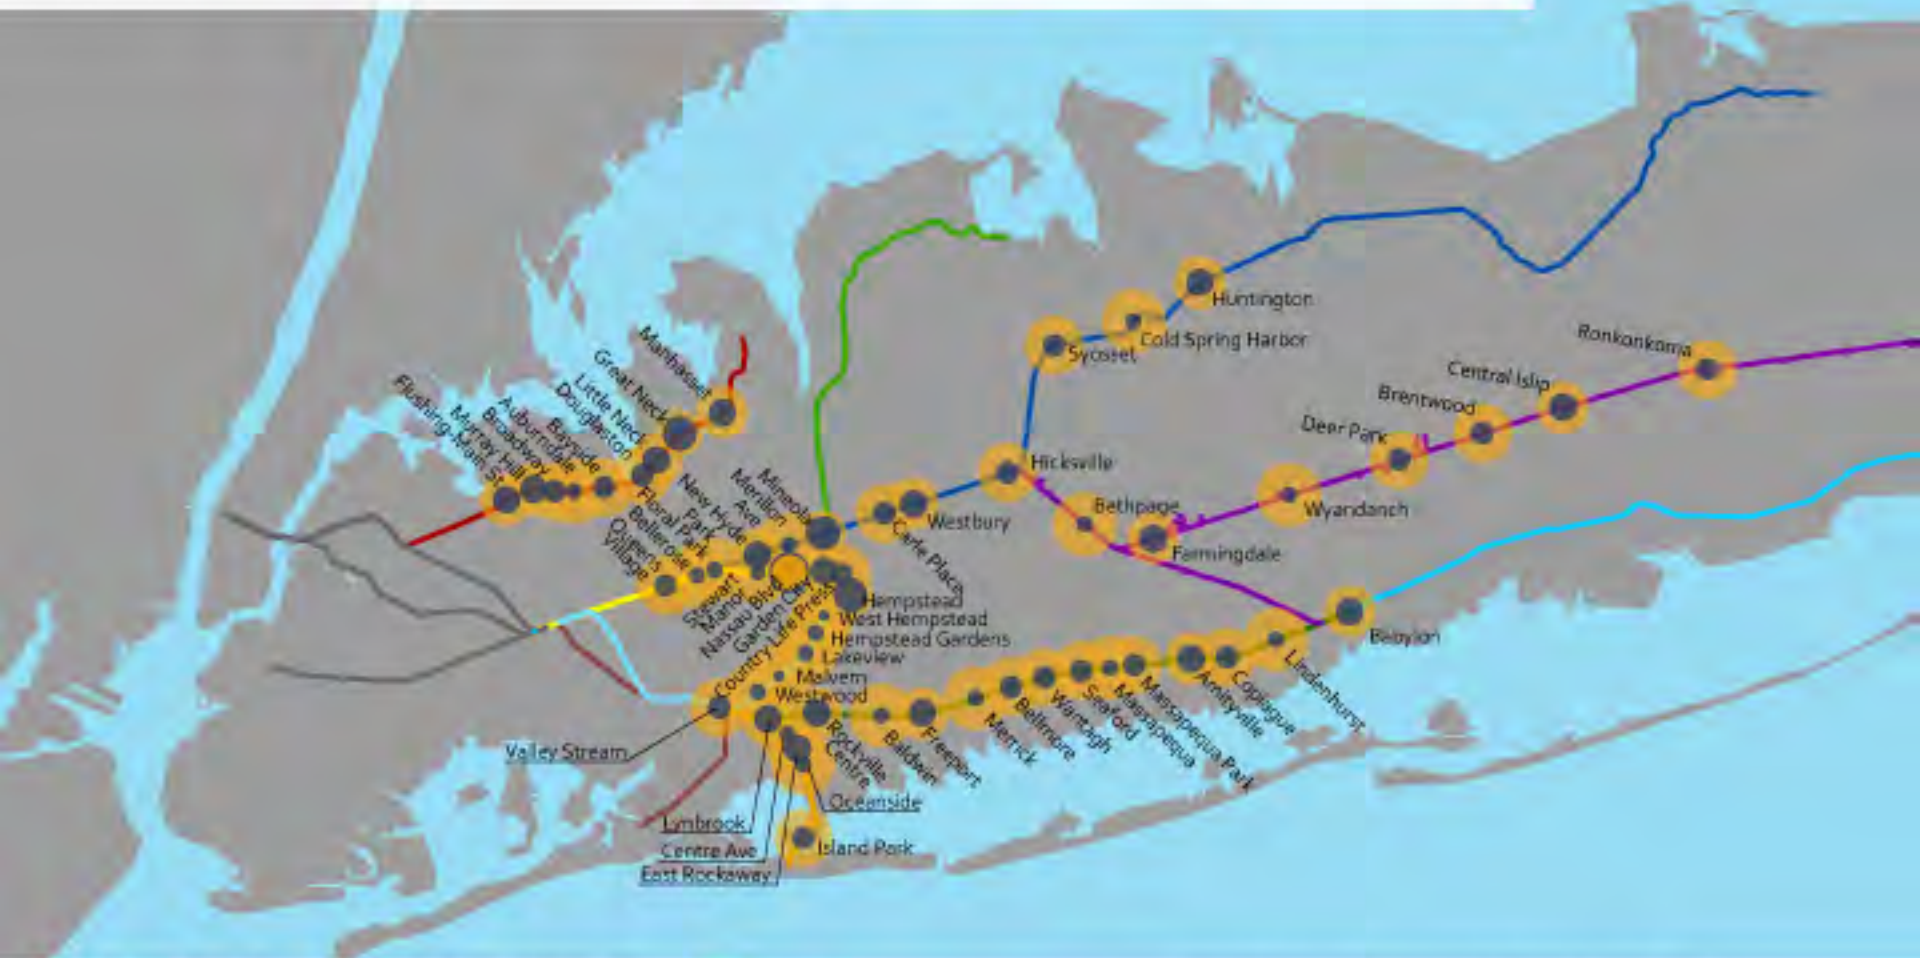 Huntington
Cold Spring Harbor
Syosset
Ronkonkoma
Central Islip
Brentwood
Deer Park
Manhasset
Great Neck
Little Neck
Douglaston
Bayside
Auburndale
Broadway
Murray Hill
Flushing-Main St
Mineola
Merillon
Ave
New Hyde
Park
Floral Park
Bellerose
Queens
Village
Hicksville
Bethpage
Wyandanch
Westbury
Carle Place
Farmingdale
Stewart
Manor
Nassau Blvd
Garden City
Country Life Press
Hempstead
West Hempstead
Hempstead Gardens
Lakeview
Malvern
Westwood
Babylon
Lindenhurst
Copiague
Amityville
Massapequa Park
Massapequa
Seaford
Wantagh
Bellmore
Merrick
Freeport
Baldwin
Rockville
Centre
Valley Stream
Oceanside
Lynbrook
Centre Ave
East Rockaway
Island Park